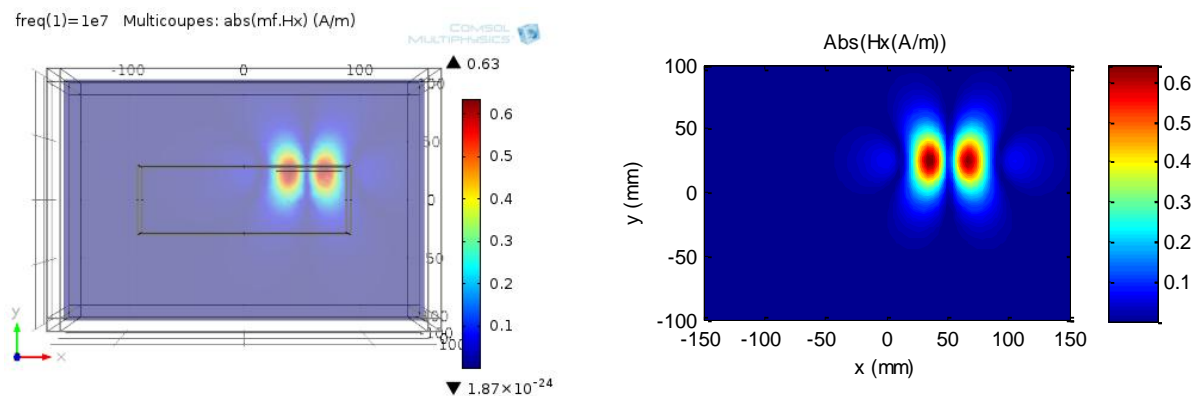 freq(1)=1e7 Multicoupes: abs(mf.Hx) (A/m)
COMSOL
MULTIPHYSICS
-100 0 100
0.63
0.6
0.5
0.4
0.3
0.2
0.1
1.87×10⁻²⁴
0
y
x
Abs(Hx(A/m))
100
50
0
-50
-100
y (mm)
-150 -100 -50 0 50 100 150
x (mm)
0.6
0.5
0.4
0.3
0.2
0.1